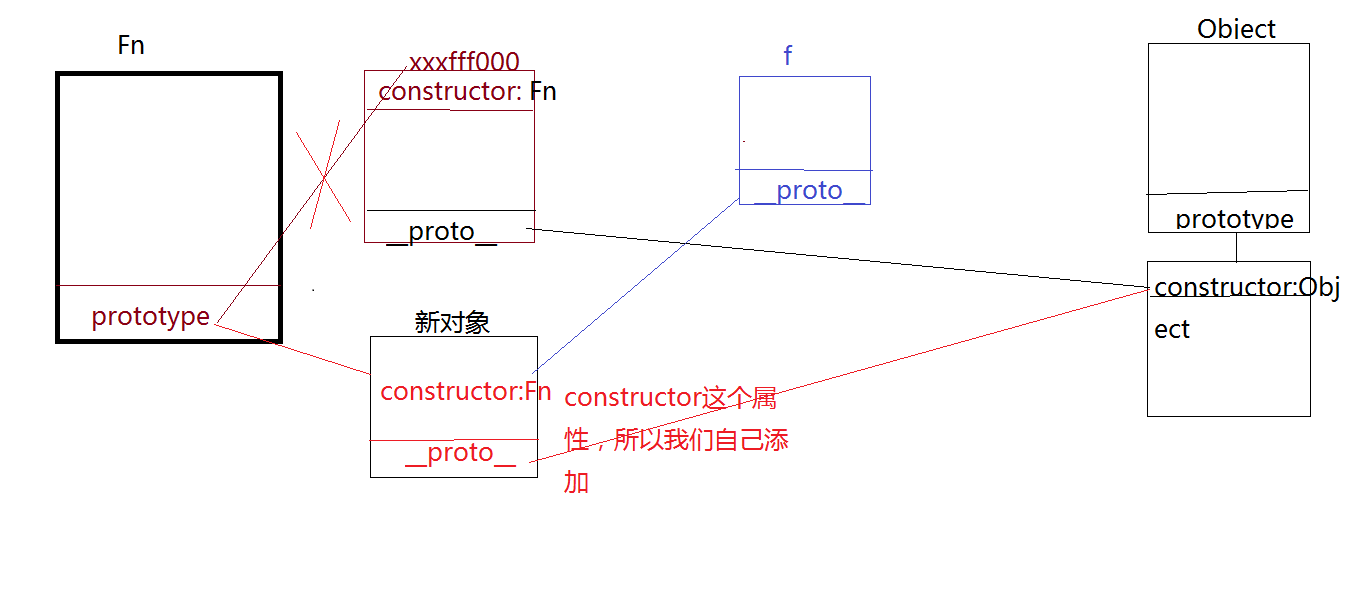 Fn
xxxfff000
constructor: Fn
__proto__
prototype
新对象
constructor:Fn
__proto__
constructor这个属
性，所以我们自己添
加
f
__proto__
Object
prototype
constructor:Obj
ect